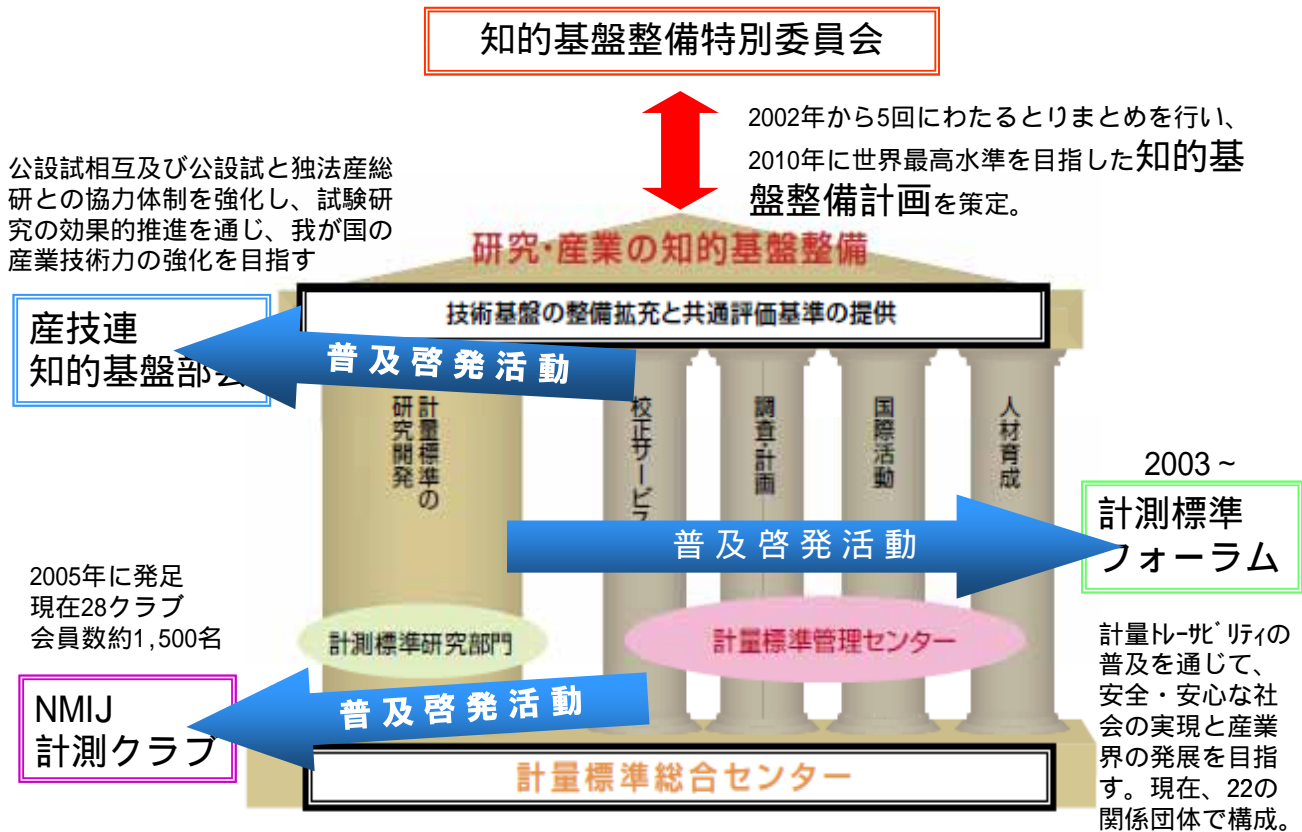 知的基盤整備特別委員会
2002年から5回にわたるとりまとめを行い、
2010年に世界最高水準を目指した知的基
盤整備計画を策定。
公設試相互及び公設試と独法産総
研との協力体制を強化し、試験研
究の効果的推進を通じ、我が国の
産業技術力の強化を目指す
研究・産業の知的基盤整備
技術基盤の整備拡充と共通評価基準の提供
産技連
知的基盤部会
普及啓発活動
計量標準の
研究開発
校正サービス
調査・計画
国際活動
人材育成
2003～
計測標準
フォーラム
普及啓発活動
2005年に発足
現在28クラブ
会員数約1,500名
計測標準研究部門
計量標準管理センター
NMIJ
計測クラブ
普及啓発活動
計量ﾄﾚｰｻﾋﾞﾘﾃｨの
普及を通じて、
安全・安心な社
会の実現と産業
界の発展を目指
す。現在、22の
関係団体で構成。
計量標準総合センター